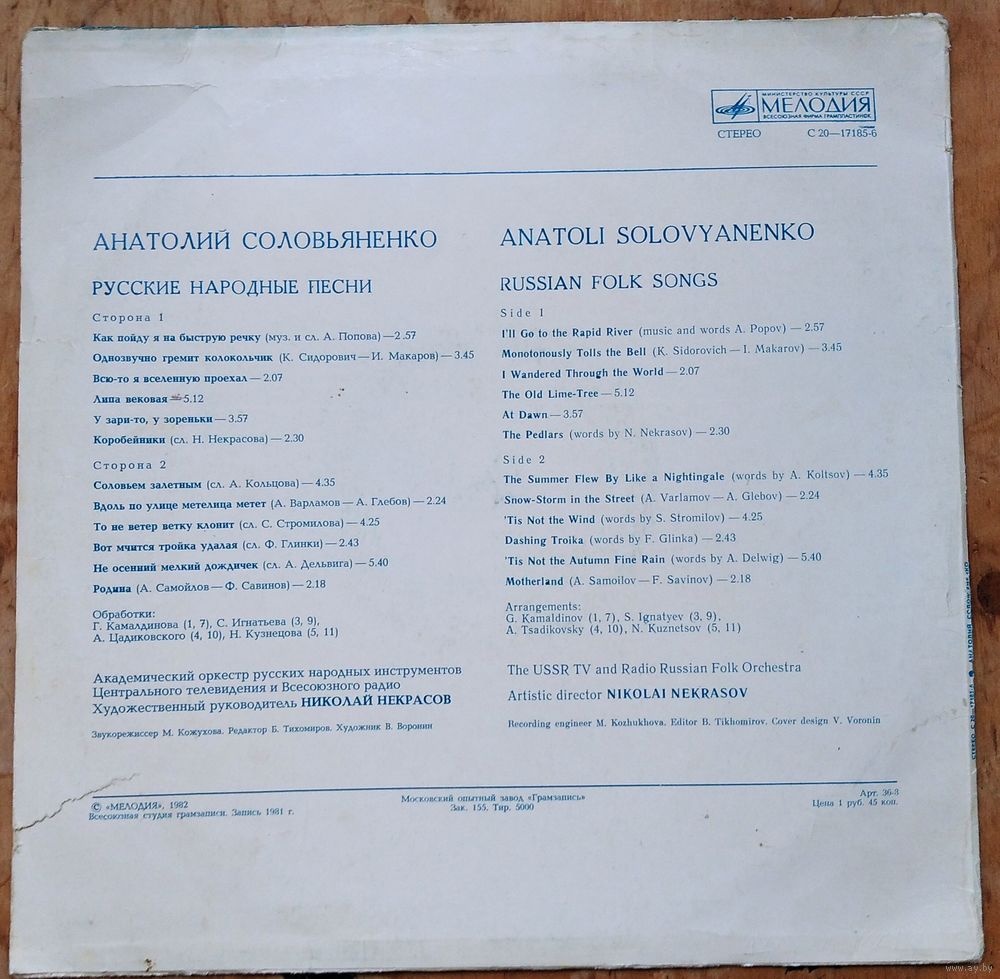 МИНИСТЕРСТВО КУЛЬТУРЫ СССР
МЕЛОДИЯ
ВСЕСОЮЗНАЯ ФИРМА ГРАМПЛАСТИНОК
СТЕРЕО С 20—17185-6
АНАТОЛИЙ СОЛОВЬЯНЕНКО
РУССКИЕ НАРОДНЫЕ ПЕСНИ
Сторона 1
Как пойду я на быструю речку (муз. и сл. А. Попова) —2.57
Однозвучно гремит колокольчик (К. Сидорович—И. Макаров)—3.45
Всю-то я вселенную проехал—2.07
Липа вековая—5.12
У зари-то, у зореньки—3.57
Коробейники (сл. Н. Некрасова)—2.30
Сторона 2
Соловьем залетным (сл. А. Кольцова)—4.35
Вдоль по улице метелица метет (А. Варламов—А. Глебов)—2.24
То не ветер ветку клонит (сл. С. Стромилова)—4.25
Вот мчится тройка удалая (сл. Ф. Глинки)—2.43
Не осенний мелкий дождичек (сл. А. Дельвига)—5.40
Родина (А. Самойлов—Ф. Савинов)—2.18
Обработки:
Г. Камалдинова (1, 7), С. Игнатьева (3, 9),
А. Цадиковского (4, 10), Н. Кузнецова (5, 11)
Академический оркестр русских народных инструментов
Центрального телевидения и Всесоюзного радио
Художественный руководитель НИКОЛАЙ НЕКРАСОВ
Звукорежиссер М. Кожухова. Редактор Б. Тихомиров. Художник В. Воронин
ANATOLI SOLOVYANENKO
RUSSIAN FOLK SONGS
Side 1
I'll Go to the Rapid River (music and words A. Popov) — 2.57
Monotonously Tolls the Bell (K. Sidorovich—I. Makarov) —3.45
I Wandered Through the World—2.07
The Old Lime-Tree—5.12
At Dawn—3.57
The Pedlars (words by N. Nekrasov) —2.30
Side 2
The Summer Flew By Like a Nightingale (words by A. Koltsov) —4.35
Snow-Storm in the Street (A. Varlamov—A. Glebov)—2.24
'Tis Not the Wind (words by S. Stromilov) —4.25
Dashing Troika (words by F. Glinka) —2.43
'Tis Not the Autumn Fine Rain (words by A. Delwig) —5.40
Motherland (A. Samoilov—F. Savinov) —2.18
Arrangements:
G. Kamaldinov (1, 7), S. Ignatyev (3, 9),
A. Tsadikovsky (4, 10), N. Kuznetsov (5, 11)
The USSR TV and Radio Russian Folk Orchestra
Artistic director NIKOLAI NEKRASOV
Recording engineer M. Kozhukhova. Editor B. Tikhomirov. Cover design V. Voronin
© «МЕЛОДИЯ», 1982
Всесоюзная студия грамзаписи. Запись 1981 г.
Московский опытный завод «Грамзапись»
Зак. 155. Тир. 5000
Арт. 36-8
Цена 1 руб. 45 коп.
www.ay.by